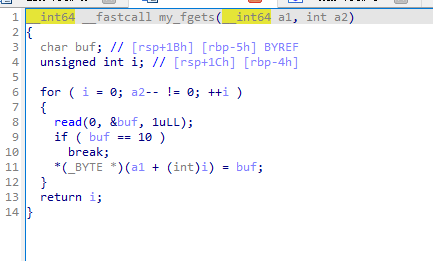 1 __int64 __fastcall my_fgets(__int64 a1, int a2)
2 {
3 char buf; // [rsp+1Bh] [rbp-5h] BYREF
4 unsigned int i; // [rsp+1Ch] [rbp-4h]
5
6 for ( i = 0; a2-- != 0; ++i )
7 {
8 read(0, &buf, 1uLL);
9 if ( buf == 10 )
10 break;
11 *(_BYTE *)(a1 + (int)i) = buf;
12 }
13 return i;
14 }